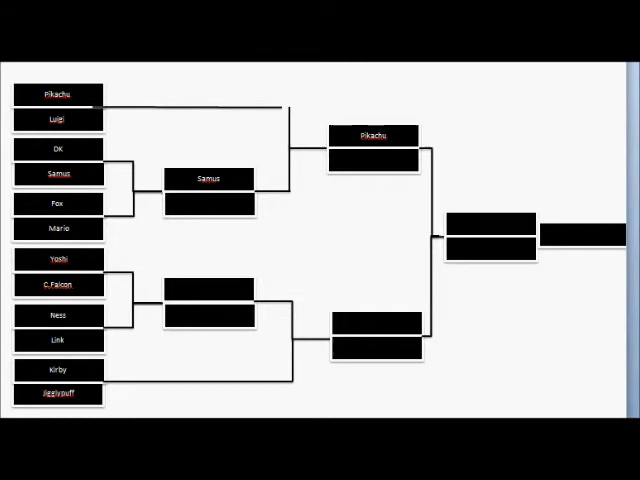 Pikachu
Luigi
DK
Samus
Fox
Mario
Yoshi
C.Falcon
Ness
Link
Kirby
Jigglypuff
Samus
Pikachu